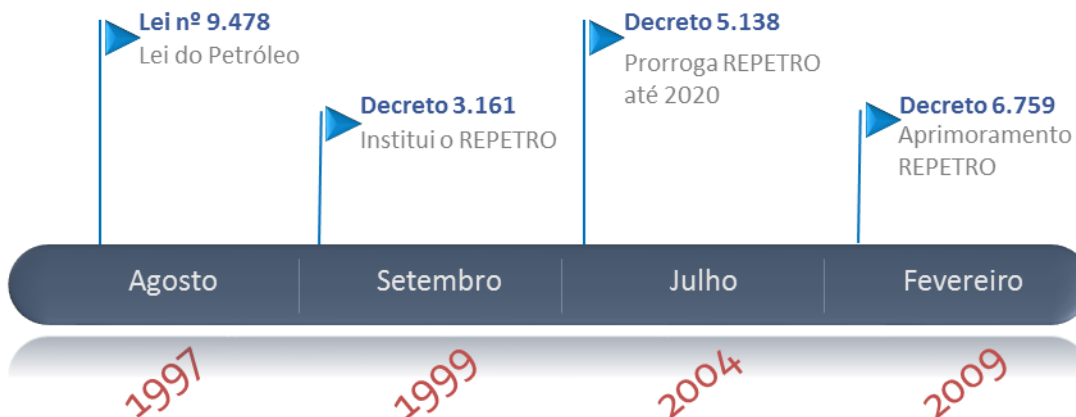 Lei nº 9.478
Lei do Petróleo
Decreto 3.161
Institui o REPETRO
Decreto 5.138
Prorroga REPETRO
até 2020
Decreto 6.759
Aprimoramento
REPETRO
Agosto
Setembro
Julho
Fevereiro
1997
1999
2004
2009